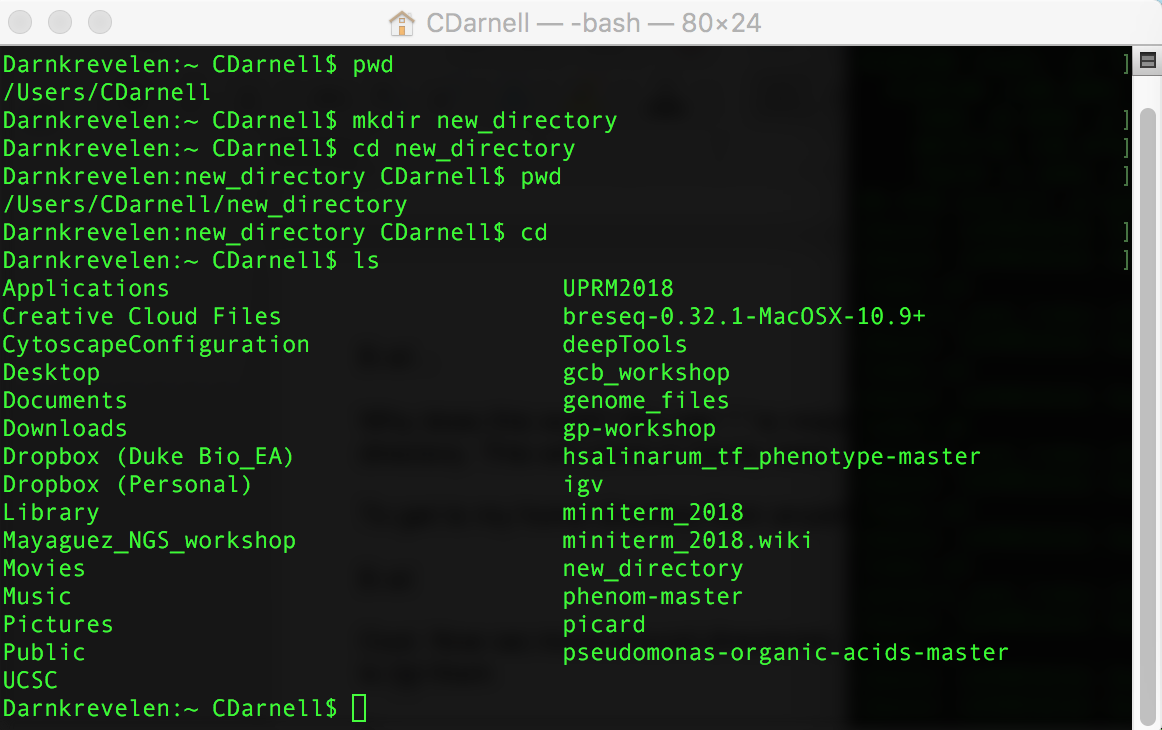 CDarnell — -bash — 80×24
Darnkrevelen:~ CDarnell$ pwd
/Users/CDarnell
Darnkrevelen:~ CDarnell$ mkdir new_directory
Darnkrevelen:~ CDarnell$ cd new_directory
Darnkrevelen:new_directory CDarnell$ pwd
/Users/CDarnell/new_directory
Darnkrevelen:new_directory CDarnell$ cd
Darnkrevelen:~ CDarnell$ ls
Applications UPRM2018
Creative Cloud Files breseq-0.32.1-MacOSX-10.9+
CytoscapeConfiguration deepTools
Desktop gcb_workshop
Documents genome_files
Downloads gp-workshop
Dropbox (Duke Bio_EA) hsalinarum_tf_phenotype-master
Dropbox (Personal) igv
Library miniterm_2018
Mayaguez_NGS_workshop miniterm_2018.wiki
Movies new_directory
Music phenom-master
Pictures picard
Public pseudomonas-organic-acids-master
UCSC
Darnkrevelen:~ CDarnell$